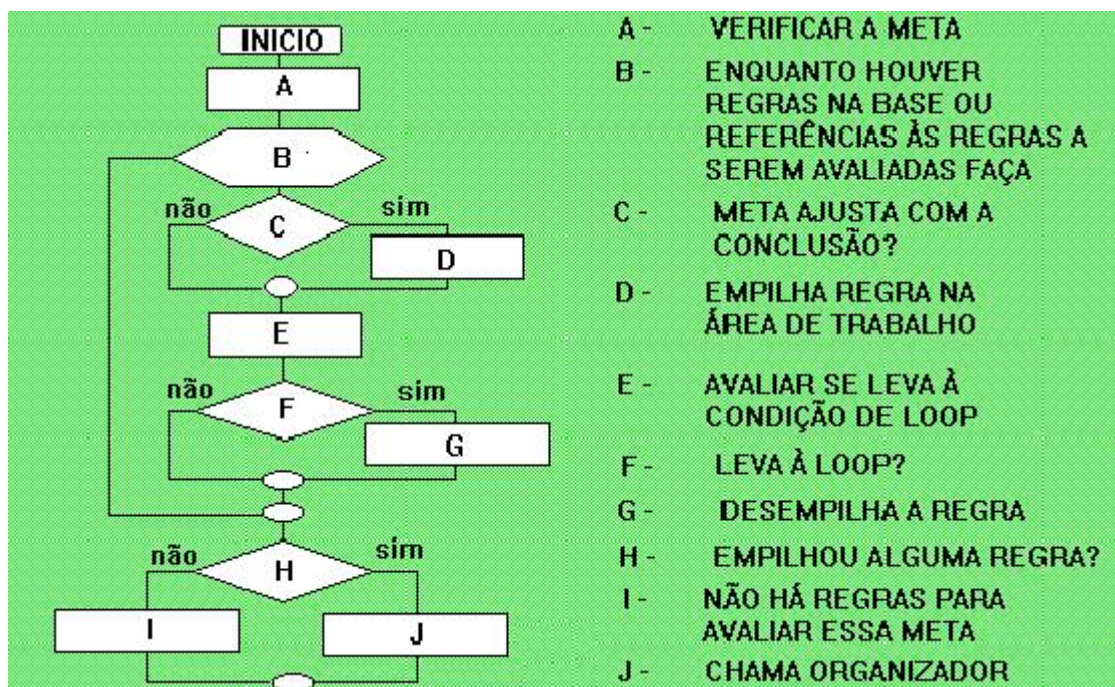 INICIO
A
B
não
sim
C
D
E
não
sim
F
G
não
sim
H
I
J
A - VERIFICAR A META
B - ENQUANTO HOUVER
REGRAS NA BASE OU
REFERÊNCIAS ÀS REGRAS A
SEREM AVALIADAS FAÇA
C - META AJUSTA COM A
CONCLUSÃO?
D - EMPILHA REGRA NA
ÁREA DE TRABALHO
E - AVALIAR SE LEVA À
CONDIÇÃO DE LOOP
F - LEVA À LOOP?
G - DESEMPILHA A REGRA
H - EMPILHOU ALGUMA REGRA?
I - NÃO HÁ REGRAS PARA
AVALIAR ESSA META
J - CHAMA ORGANIZADOR